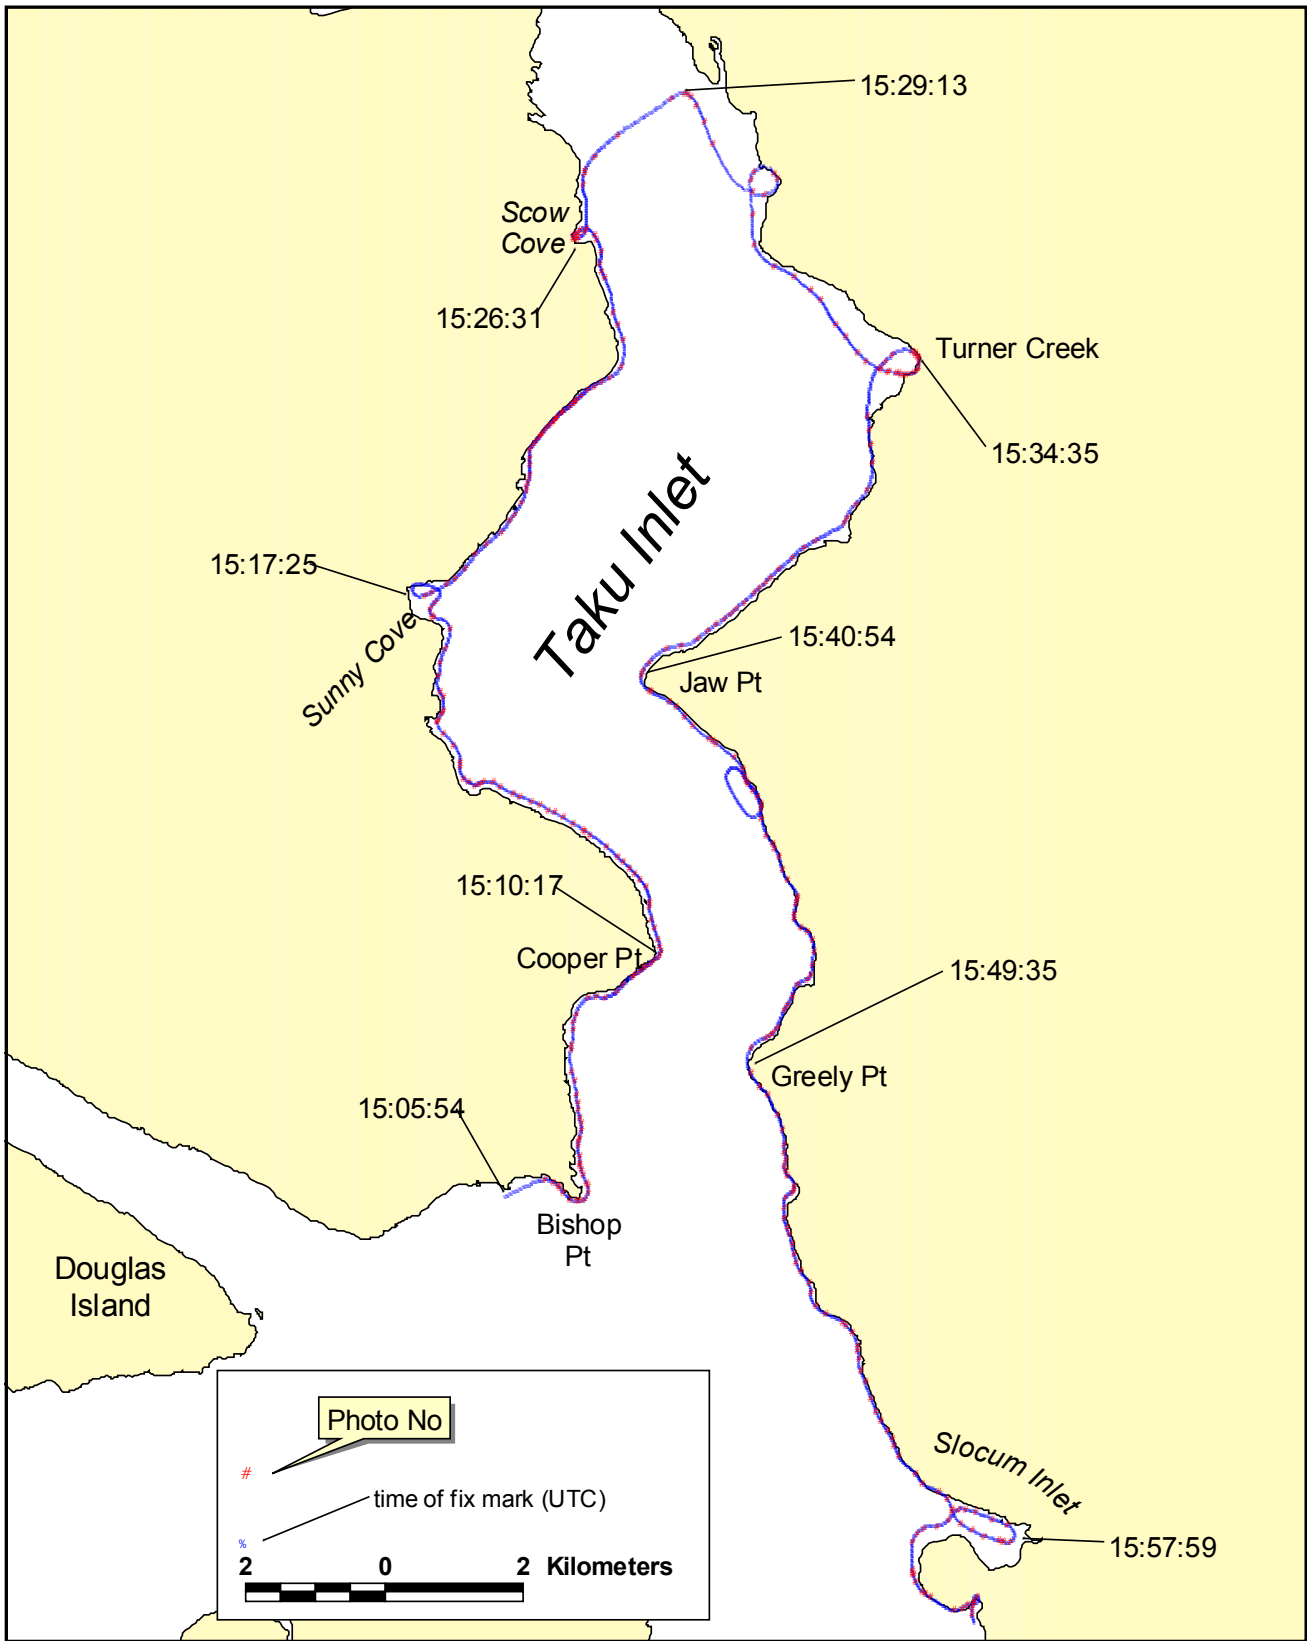 15:29:13
Scow
Cove
15:26:31
Turner Creek
15:34:35
Taku Inlet
15:17:25
Sunny Cove
15:40:54
Jaw Pt
15:10:17
Cooper Pt
15:49:35
Greely Pt
15:05:54
Bishop
Pt
Douglas
Island
Photo No
#
time of fix mark (UTC)
%
2 0 2 Kilometers
Slocum Inlet
15:57:59